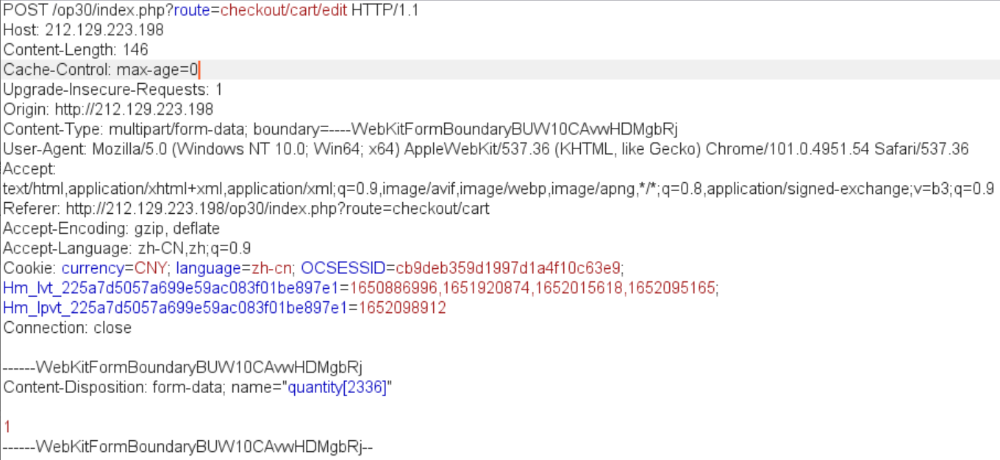 POST /op30/index.php?route=checkout/cart/edit HTTP/1.1
Host: 212.129.223.198
Content-Length: 146
Cache-Control: max-age=0
Upgrade-Insecure-Requests: 1
Origin: http://212.129.223.198
Content-Type: multipart/form-data; boundary=----WebKitFormBoundaryBUW10CAvwHDMgbRj
User-Agent: Mozilla/5.0 (Windows NT 10.0; Win64; x64) AppleWebKit/537.36 (KHTML, like Gecko) Chrome/101.0.4951.54 Safari/537.36
Accept:
text/html,application/xhtml+xml,application/xml;q=0.9,image/avif,image/webp,image/apng,*/*;q=0.8,application/signed-exchange;v=b3;q=0.9
Referer: http://212.129.223.198/op30/index.php?route=checkout/cart
Accept-Encoding: gzip, deflate
Accept-Language: zh-CN,zh;q=0.9
Cookie: currency=CNY; language=zh-cn; OCSESSID=cb9deb359d1997d1a4f10c63e9;
Hm_lvt_225a7d5057a699e59ac083f01be897e1=1650886996,1651920874,1652015618,1652095165;
Hm_lpvt_225a7d5057a699e59ac083f01be897e1=1652098912
Connection: close
------WebKitFormBoundaryBUW10CAvwHDMgbRj
Content-Disposition: form-data; name="quantity[2336]"
1
------WebKitFormBoundaryBUW10CAvwHDMgbRj--